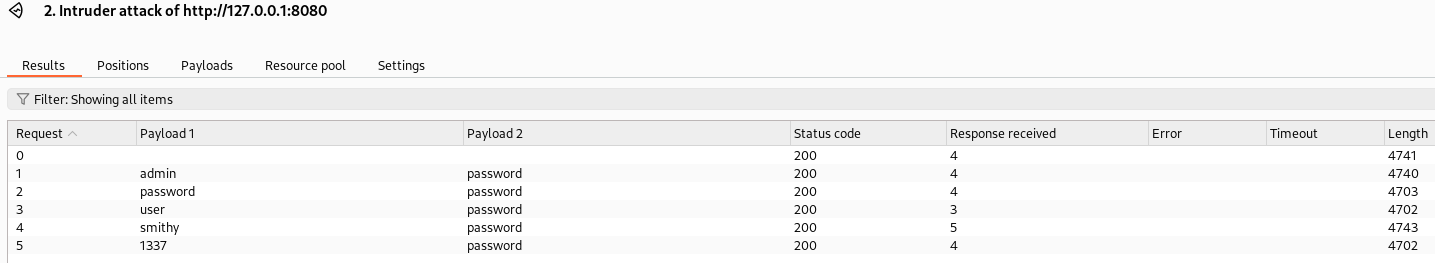 2. Intruder attack of http://127.0.0.1:8080
Results Positions Payloads Resource pool Settings
Filter: Showing all items
Request Payload 1 Payload 2 Status code Response received Error Timeout Length
0 200 4 4741
1 admin password 200 4 4740
2 password password 200 4 4703
3 user password 200 3 4702
4 smithy password 200 5 4743
5 1337 password 200 4 4702